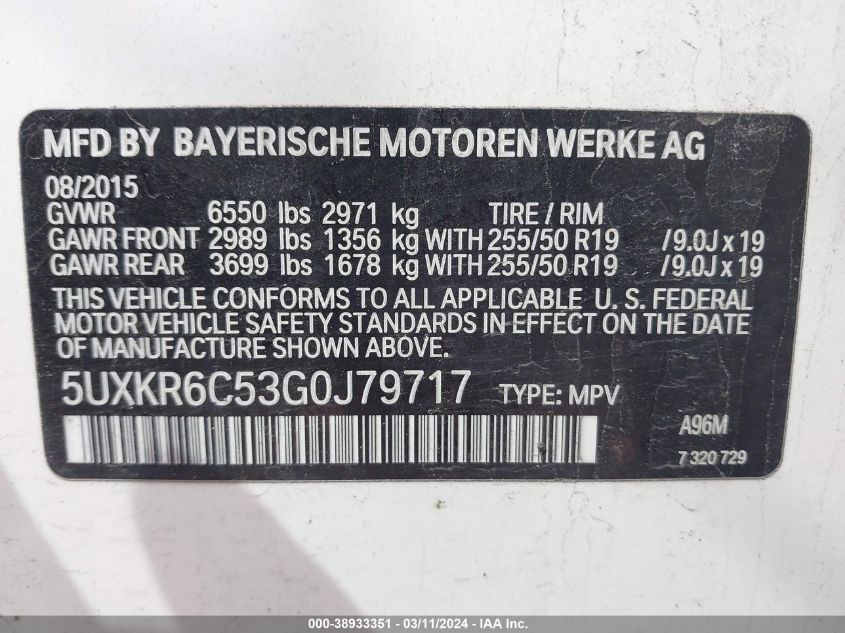 MFD BY BAYERISCHE MOTOREN WERKE AG
08/2015
GVWR 6550 lbs 2971 kg TIRE / RIM
GAWR FRONT 2989 lbs 1356 kg WITH 255/50 R19 /9.0J x 19
GAWR REAR 3699 lbs 1678 kg WITH 255/50 R19 /9.0J x 19
THIS VEHICLE CONFORMS TO ALL APPLICABLE U. S. FEDERAL
MOTOR VEHICLE SAFETY STANDARDS IN EFFECT ON THE DATE
OF MANUFACTURE SHOWN ABOVE.
5UXKR6C53G0J79717 TYPE: MPV
A96M
7 320 729
000-38933351 - 03/11/2024 - IAA Inc.